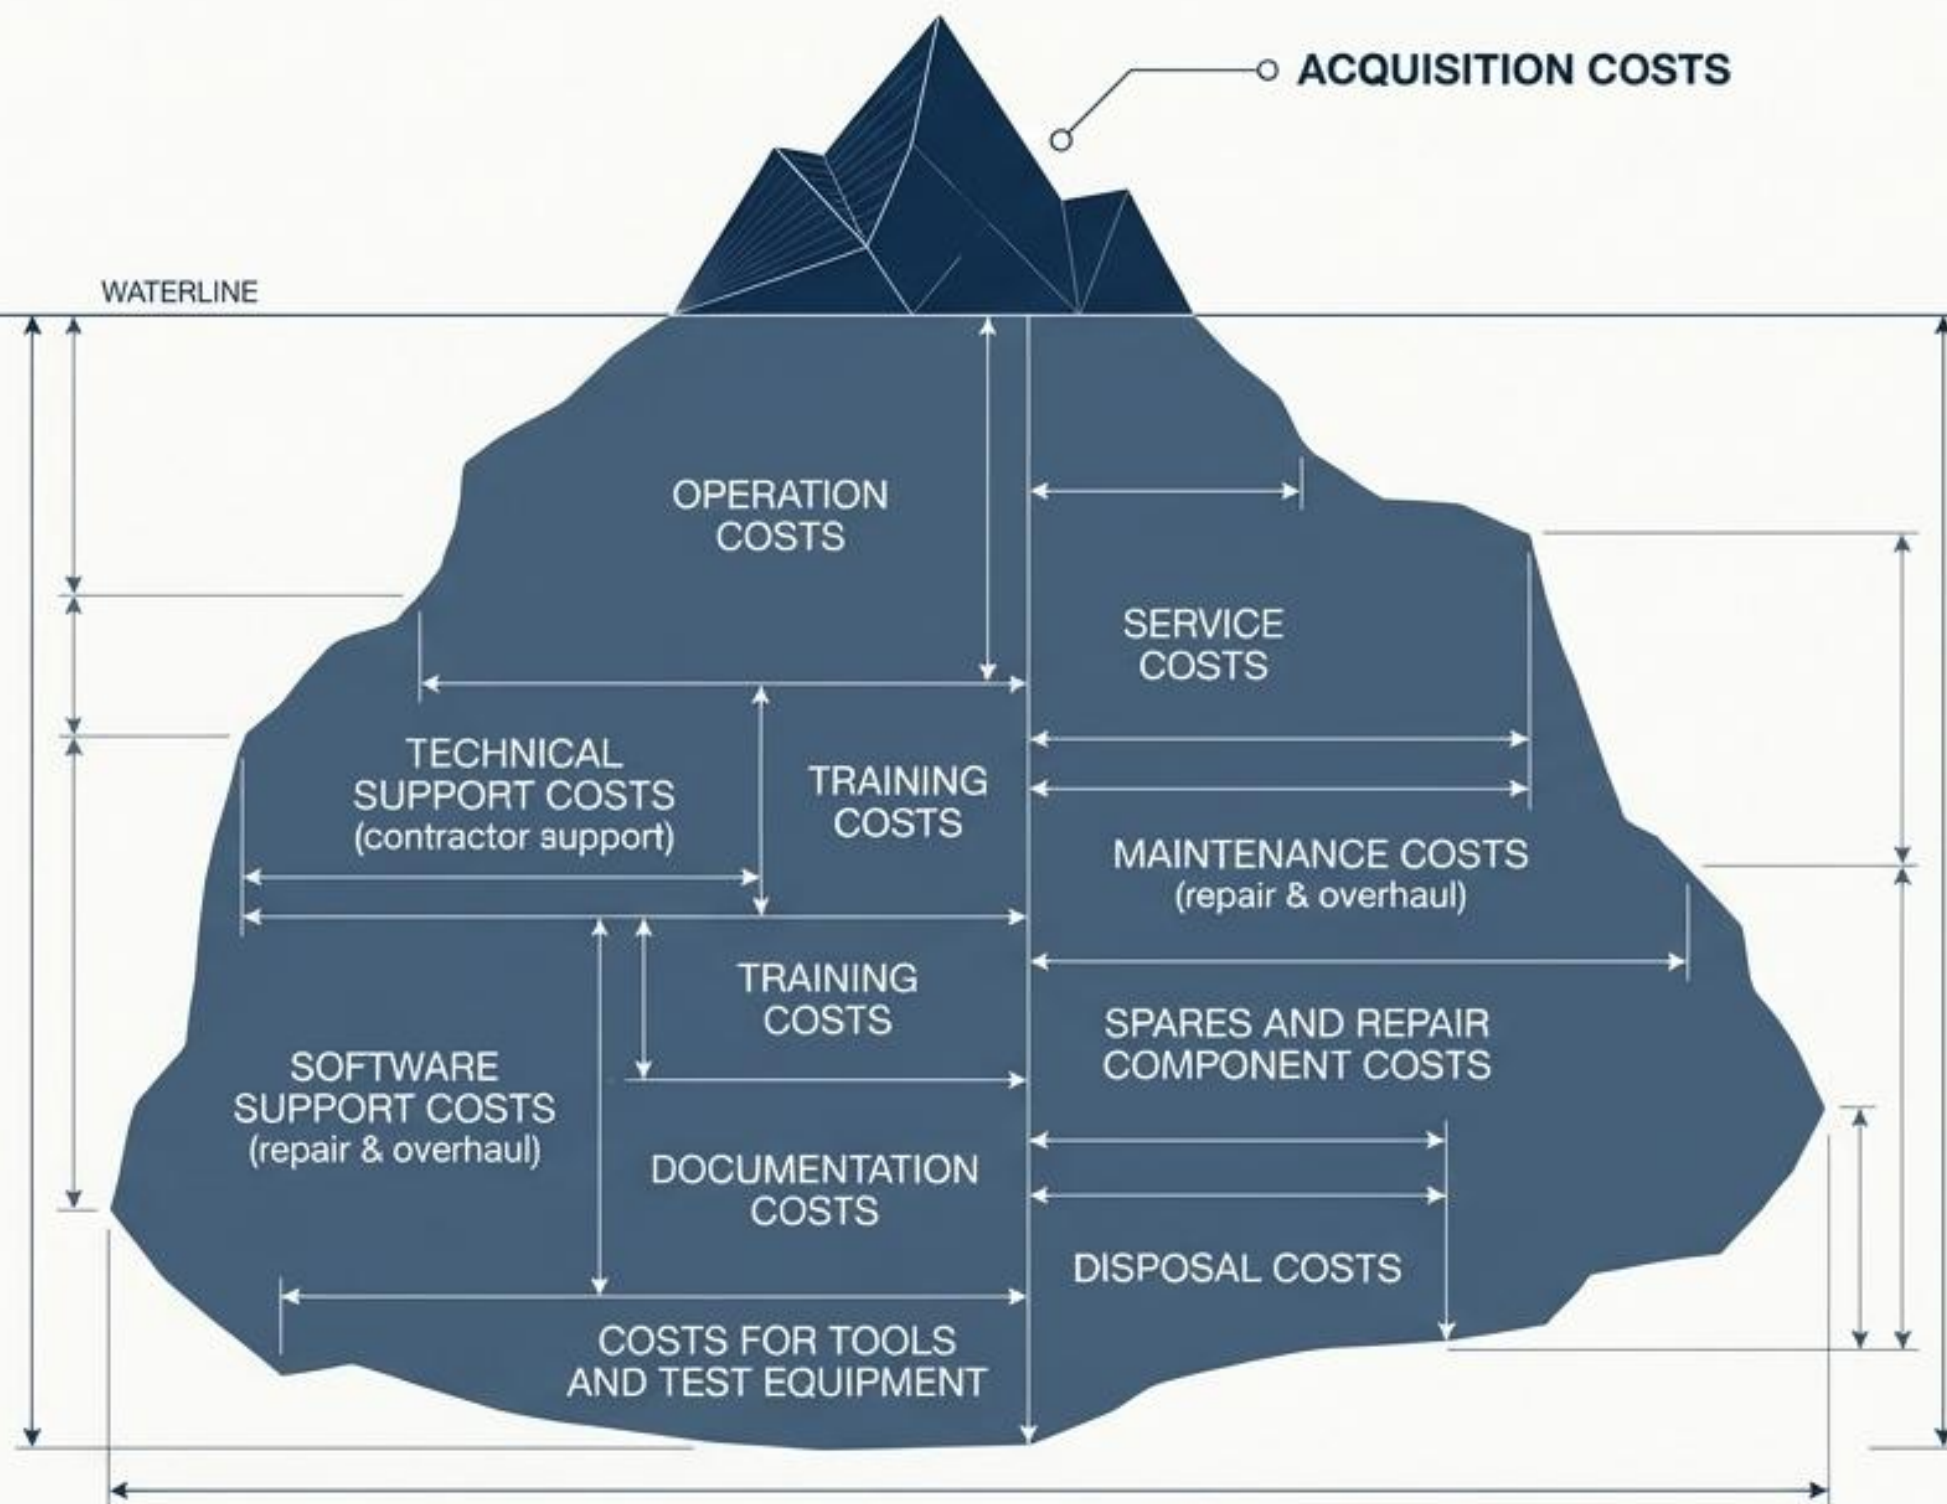 ACQUISITION COSTS
WATERLINE
OPERATION
COSTS
SERVICE
COSTS
TECHNICAL
SUPPORT COSTS
(contractor support)
TRAINING
COSTS
MAINTENANCE COSTS
(repair & overhaul)
TRAINING
COSTS
SPARES AND REPAIR
COMPONENT COSTS
SOFTWARE
SUPPORT COSTS
(repair & overhaul)
DOCUMENTATION
COSTS
DISPOSAL COSTS
COSTS FOR TOOLS
AND TEST EQUIPMENT